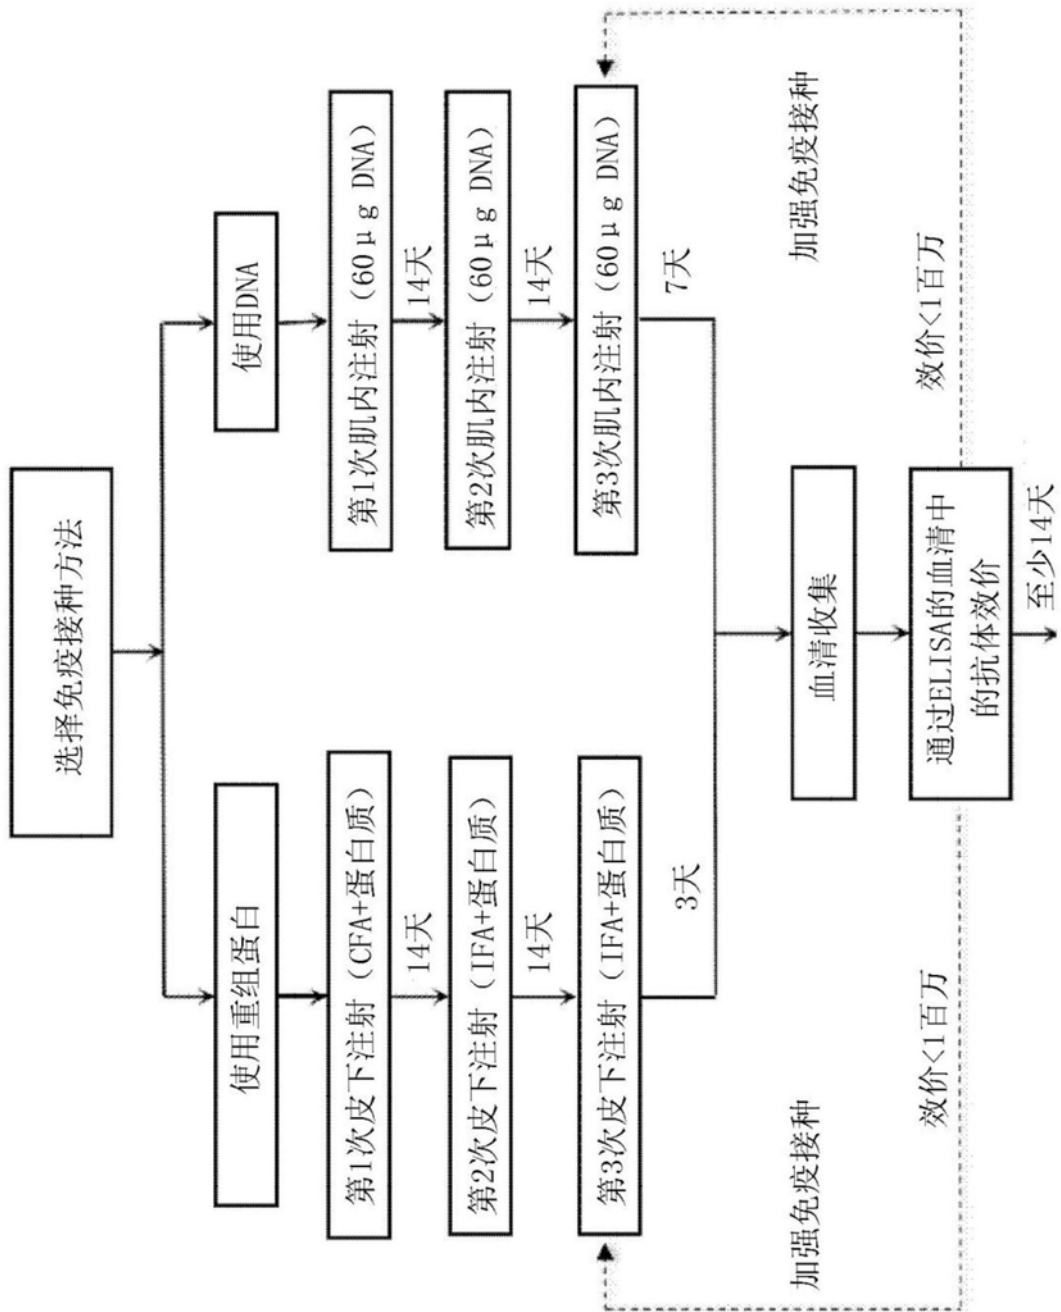 选择免疫接种方法
使用重组蛋白
使用DNA
第1次皮下注射（CFA+蛋白质）
第1次肌内注射（60μg DNA）
14天
14天
第2次皮下注射（IFA+蛋白质）
第2次肌内注射（60μg DNA）
14天
14天
第3次皮下注射（IFA+蛋白质）
第3次肌内注射（60μg DNA）
3天
7天
加强免疫接种
血清收集
加强免疫接种
效价<1百万
通过ELISA的血清中
的抗体效价
效价<1百万
至少14天